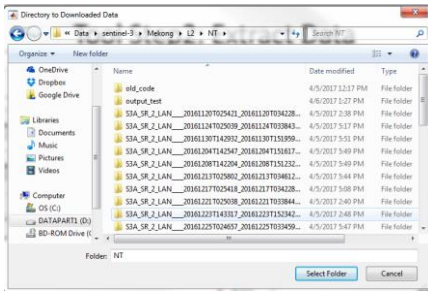 Directory to Downloaded Data
Tool Step2: Extract Data
« Data ▸ sentinel-3 ▸ Mekong ▸ L2 ▸ NT ▸
Search NT
Organize ▾ New folder
OneDrive
Dropbox
Google Drive
Libraries
Documents
Music
Pictures
Videos
Computer
OS (C:)
DATAPART1 (D:)
BD-ROM Drive (
Name Date modified Type
old_code 4/5/2017 12:17 PM File folder
output_test 4/6/2017 1:27 PM File folder
S3A_SR_2_LAN____20161120T025421_20161120T034228... 4/5/2017 2:38 PM File folder
S3A_SR_2_LAN____20161124T025039_20161124T033843... 4/5/2017 5:17 PM File folder
S3A_SR_2_LAN____20161130T142932_20161130T151359... 4/5/2017 5:51 PM File folder
S3A_SR_2_LAN____20161204T142547_20161204T151617... 4/5/2017 5:49 PM File folder
S3A_SR_2_LAN____20161208T142204_20161208T151232... 4/5/2017 5:49 PM File folder
S3A_SR_2_LAN____20161213T025802_20161213T034612... 4/5/2017 5:44 PM File folder
S3A_SR_2_LAN____20161217T025418_20161217T034228... 4/5/2017 5:08 PM File folder
S3A_SR_2_LAN____20161221T025038_20161221T033844... 4/5/2017 2:40 PM File folder
S3A_SR_2_LAN____20161223T143317_20161223T152342... 4/5/2017 2:48 PM File folder
S3A_SR_2_LAN____20161225T024657_20161225T033459... 4/5/2017 5:47 PM File folder
Folder: NT
Select Folder Cancel